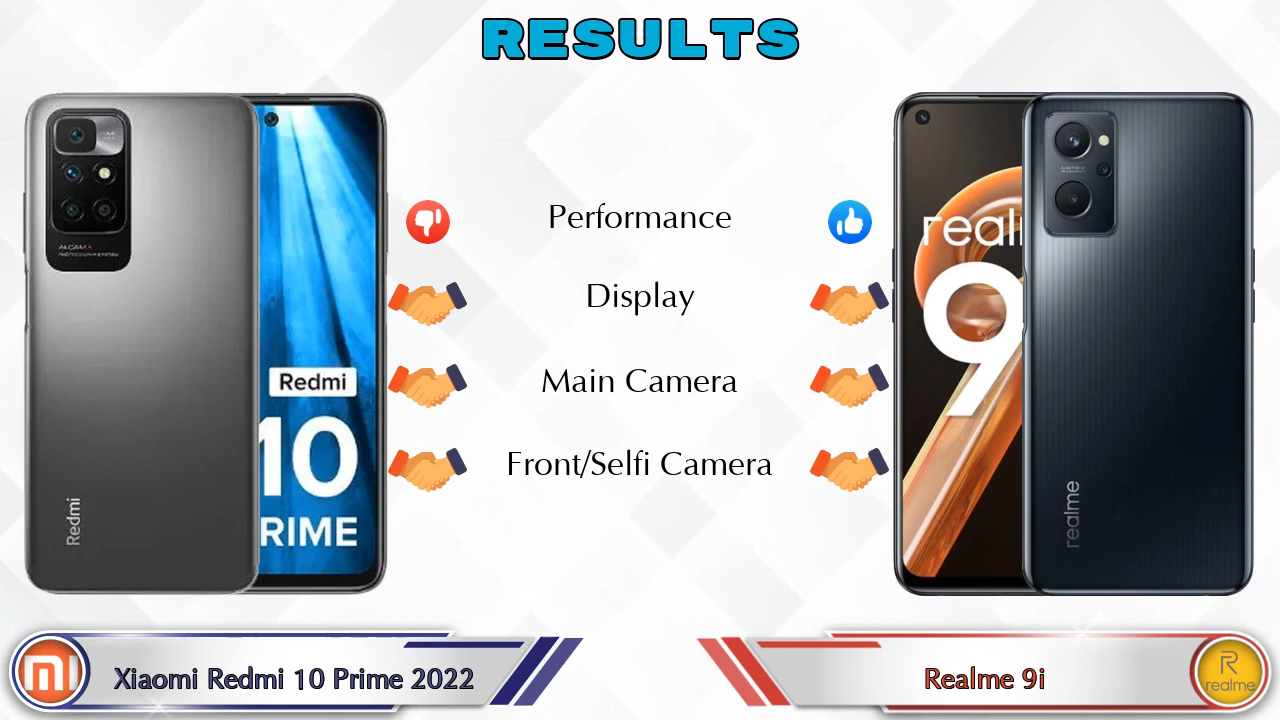 RESULTS
Performance
Display
Main Camera
Front/Selfi Camera
Redmi
10
PRIME
Redmi
real
9
realme
Xiaomi Redmi 10 Prime 2022
Realme 9i
R
realme